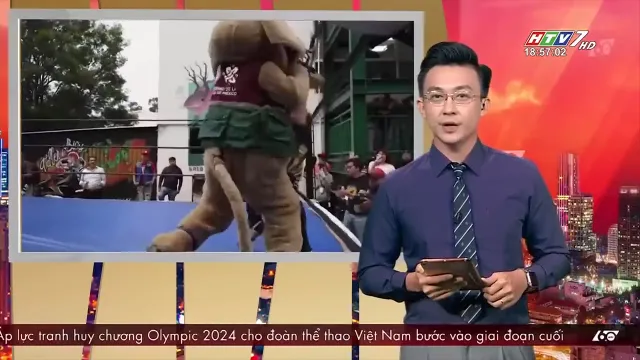 HTV7 HD
18:57:02
Áp lực tranh huy chương Olympic 2024 cho đoàn thể thao Việt Nam bước vào giai đoạn cuối